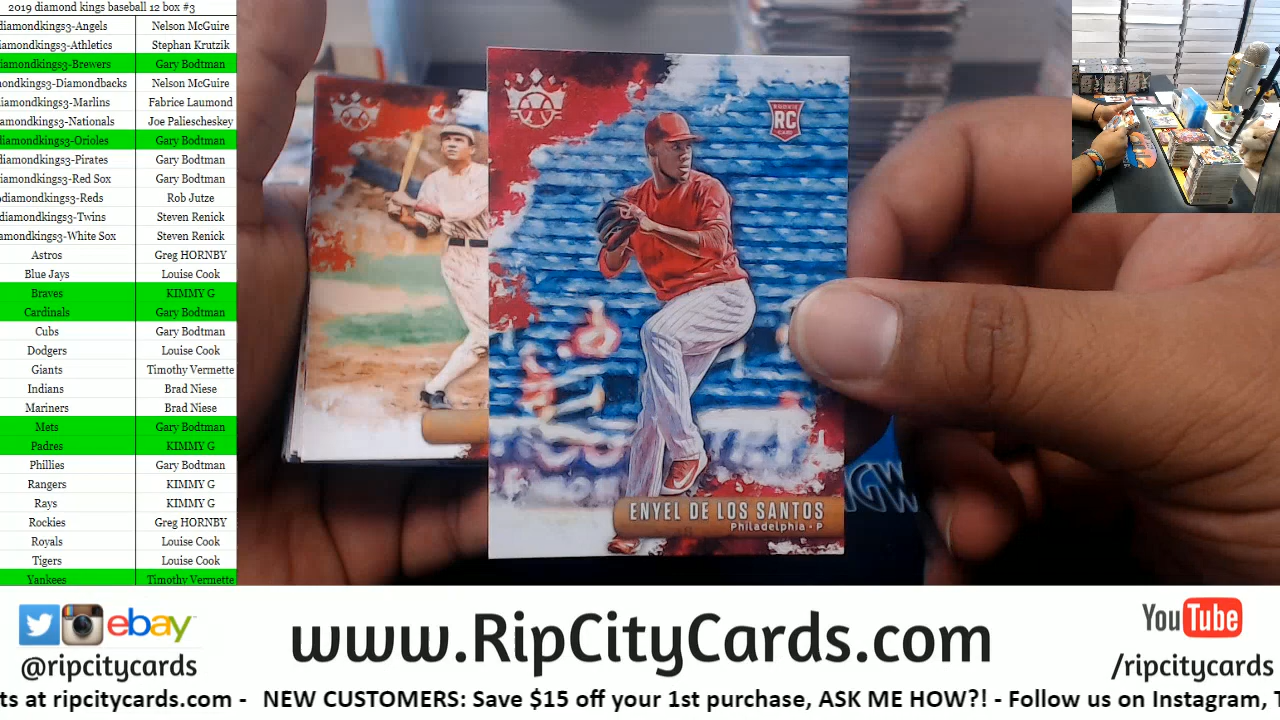 2019 diamond kings baseball 12 box #3
diamondkings3-Angels Nelson McGuire
iamondkings3-Athletics Stephan Krutzik
diamondkings3-Brewers Gary Bodtman
mondkings3-Diamondbacks Nelson McGuire
diamondkings3-Marlins Fabrice Laumond
amondkings3-Nationals Joe Paliescheskey
diamondkings3-Orioles Gary Bodtman
diamondkings3-Pirates Gary Bodtman
diamondkings3-Red Sox Gary Bodtman
diamondkings3-Reds Rob Jutze
diamondkings3-Twins Steven Renick
amondkings3-White Sox Steven Renick
Astros Greg HORNBY
Blue Jays Louise Cook
Braves KIMMY G
Cardinals Gary Bodtman
Cubs Gary Bodtman
Dodgers Louise Cook
Giants Timothy Vermette
Indians Brad Niese
Mariners Brad Niese
Mets Gary Bodtman
Padres KIMMY G
Phillies Gary Bodtman
Rangers KIMMY G
Rays KIMMY G
Rockies Greg HORNBY
Royals Louise Cook
Tigers Louise Cook
Yankees Timothy Vermette
ROOKIE
RC
CARD
ENYEL DE LOS SANTOS
Philadelphia - P
ebay
@ripcitycards
www.RipCityCards.com
YouTube
/ripcitycards
ts at ripcitycards.com - NEW CUSTOMERS: Save $15 off your 1st purchase, ASK ME HOW?! - Follow us on Instagram, T